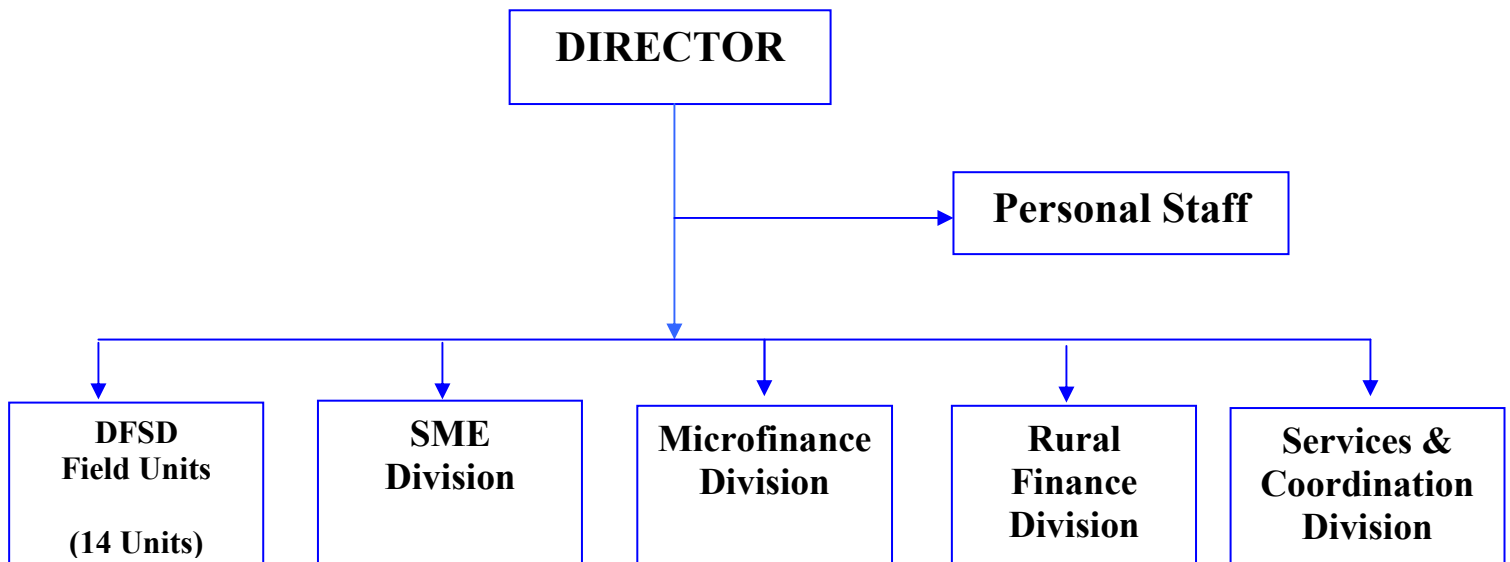 DIRECTOR
Personal Staff
DFSD
Field Units
(14 Units)
SME
Division
Microfinance
Division
Rural
Finance
Division
Services &
Coordination
Division